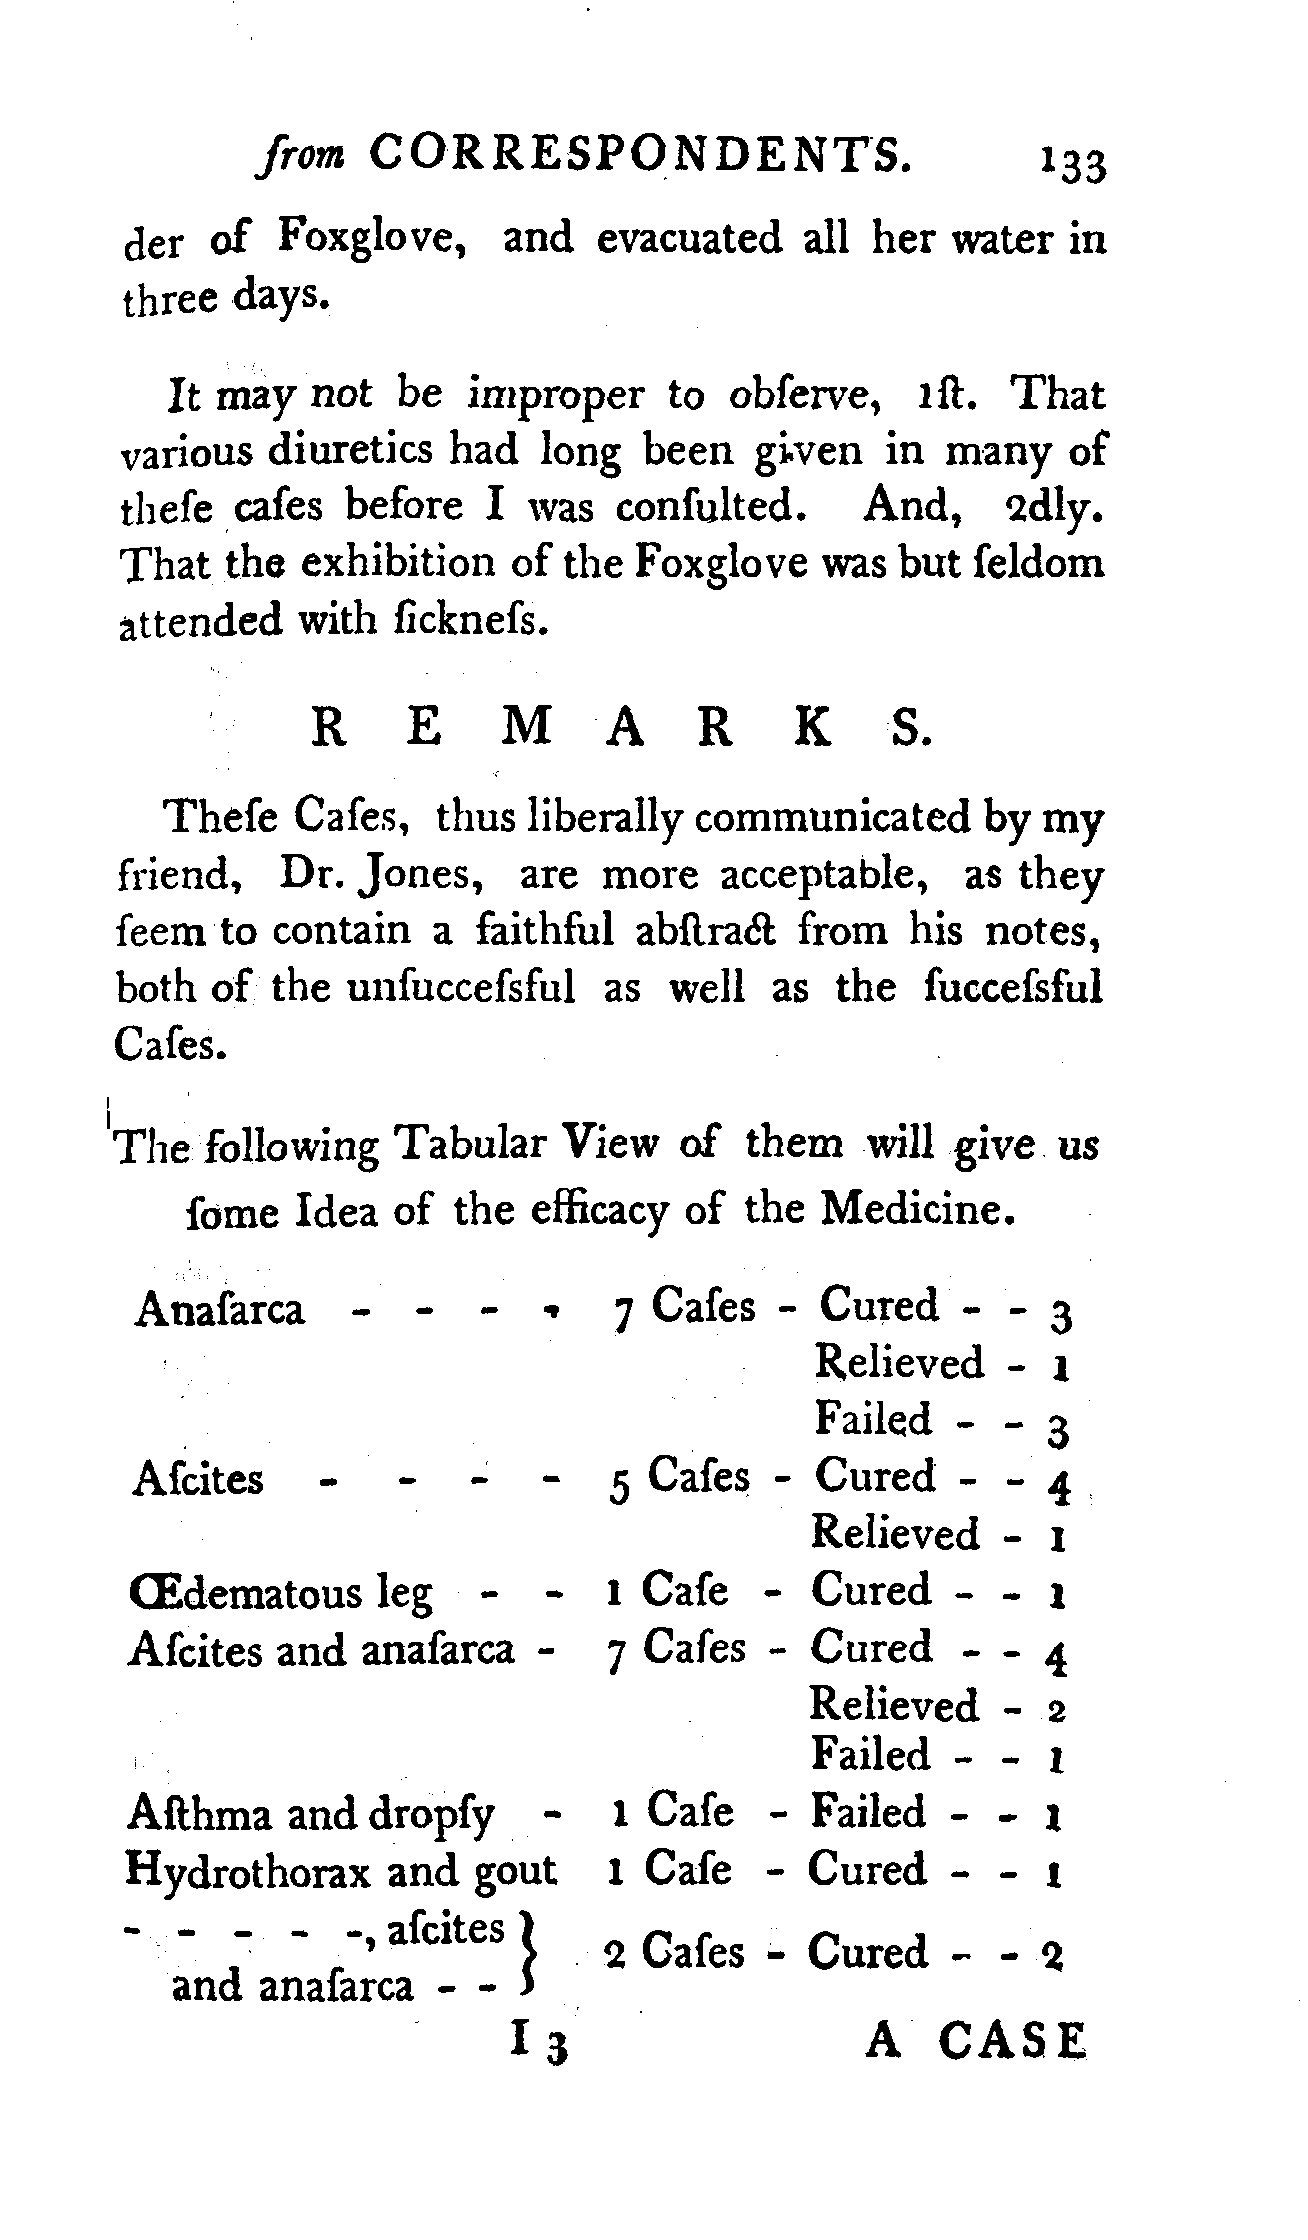 from CORRESPONDENTS. 133
der of Foxglove, and evacuated all her water in
three days.
It may not be improper to obſerve, 1ſt. That
various diuretics had long been given in many of
theſe caſes before I was conſulted. And, 2dly.
That the exhibition of the Foxglove was but ſeldom
attended with ſickneſs.
R E M A R K S.
Theſe Caſes, thus liberally communicated by my
friend, Dr. Jones, are more acceptable, as they
ſeem to contain a faithful abſtract from his notes,
both of the unſucceſsful as well as the ſucceſsful
Caſes.
The following Tabular View of them will give us
ſome Idea of the efficacy of the Medicine.
Anaſarca - - - - 7 Caſes - Cured - - 3
Relieved - 1
Failed - - 3
Aſcites - - - - 5 Caſes - Cured - - 4
Relieved - 1
Œdematous leg - - 1 Caſe - Cured - - 1
Aſcites and anaſarca - 7 Caſes - Cured - - 4
Relieved - 2
Failed - - 1
Aſthma and dropſy - 1 Caſe - Failed - - 1
Hydrothorax and gout 1 Caſe - Cured - - 1
- - - - -, aſcites }
and anaſarca - - } 2 Caſes - Cured - - 2
I 3 A CASE